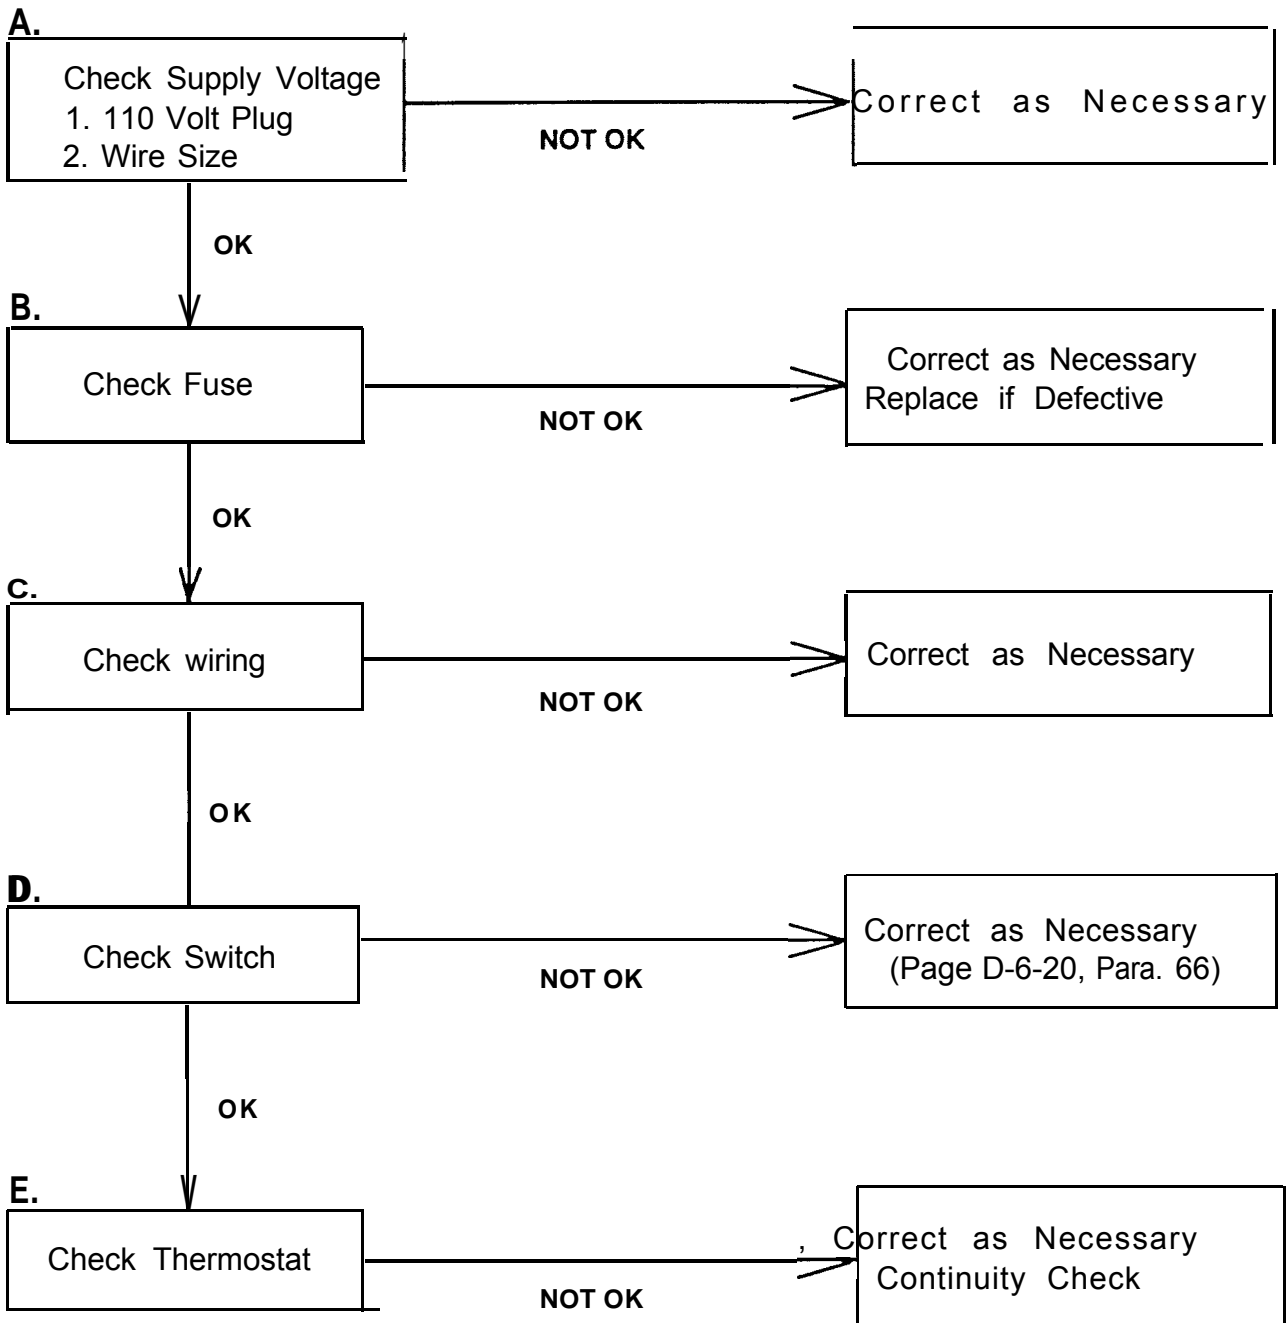 A.
Check Supply Voltage
1. 110 Volt Plug
2. Wire Size
NOT OK
Correct as Necessary
OK
B.
Check Fuse
NOT OK
Correct as Necessary
Replace if Defective
OK
C.
Check wiring
NOT OK
Correct as Necessary
OK
D.
Check Switch
NOT OK
Correct as Necessary
(Page D-6-20, Para. 66)
OK
E.
Check Thermostat
NOT OK
, Correct as Necessary
Continuity Check